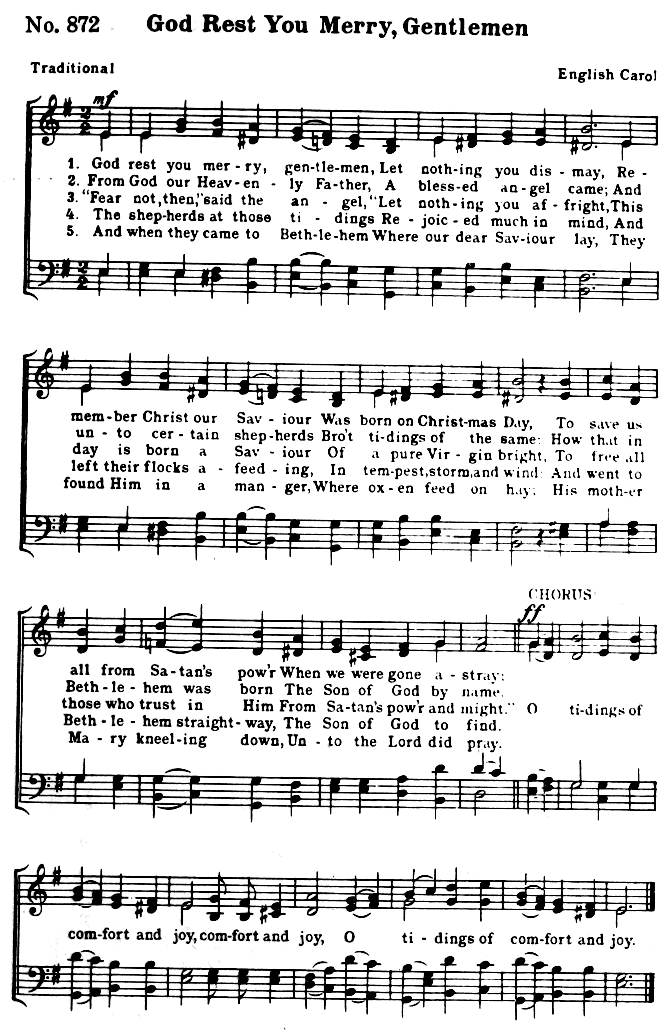 No. 872 God Rest You Merry, Gentlemen
Traditional
English Carol
mf
1. God rest you mer - ry, gen-tle-men, Let noth-ing you dis - may, Re -
2. From God our Heav-en - ly Fa-ther, A bless-ed an-gel came; And
3. "Fear not, then," said the an - gel, "Let noth-ing you af - fright, This
4. The shep-herds at those ti - dings Re - joic - ed much in mind, And
5. And when they came to Beth-le-hem Where our dear Sav-iour lay, They
mem-ber Christ our Sav - iour Was born on Christ-mas Day, To save us
un - to cer - tain shep-herds Bro't ti-dings of the same: How that in
day is born a Sav - iour Of a pure Vir - gin bright, To free all
left their flocks a - feed - ing, In tem-pest, storm, and wind: And went to
found Him in a man - ger, Where ox-en feed on hay; His moth-er
CHORUS
ff
all from Sa-tan's pow'r When we were gone a - stray;
Beth - le - hem was born The Son of God by name.
those who trust in Him From Sa-tan's pow'r and might." O ti-dings of
Beth - le - hem straight-way, The Son of God to find.
Ma - ry kneel-ing down, Un - to the Lord did pray.
com-fort and joy, com-fort and joy, O ti - dings of com-fort and joy.